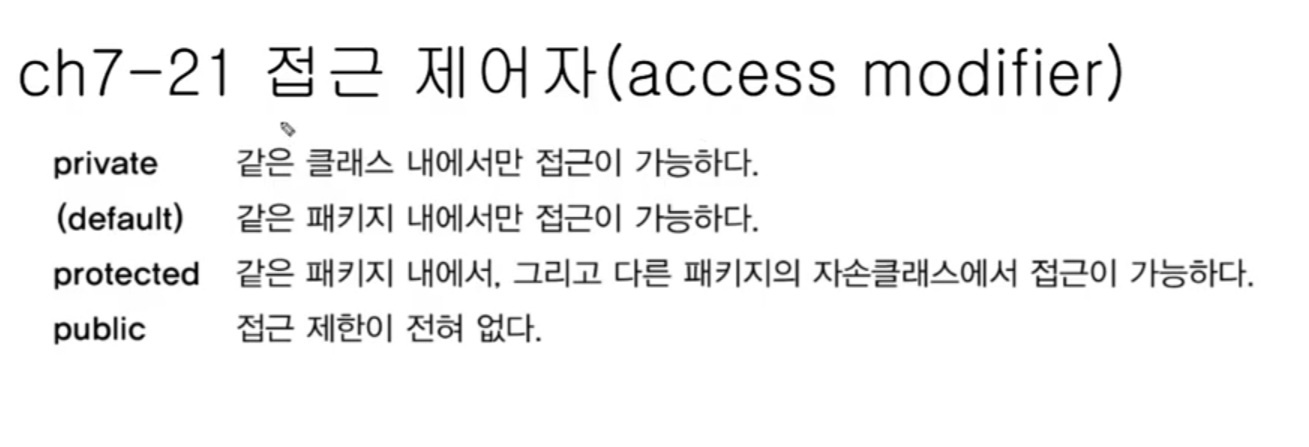 ch7-21 접근 제어자(access modifier)
private 같은 클래스 내에서만 접근이 가능하다.
(default) 같은 패키지 내에서만 접근이 가능하다.
protected 같은 패키지 내에서, 그리고 다른 패키지의 자손클래스에서 접근이 가능하다.
public 접근 제한이 전혀 없다.